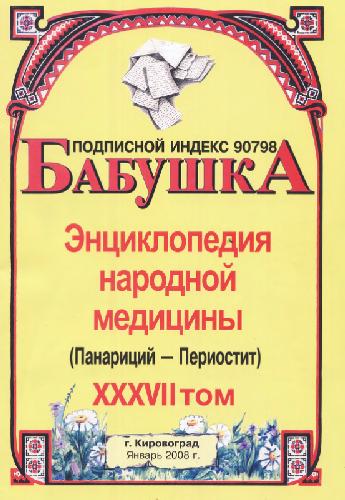 ПОДПИСНОЙ ИНДЕКС 90798
БАБУШКА
Энциклопедия
народной
медицины
(Панариций — Периостит)
XXXVII том
г. Кировоград
Январь 2008 г.